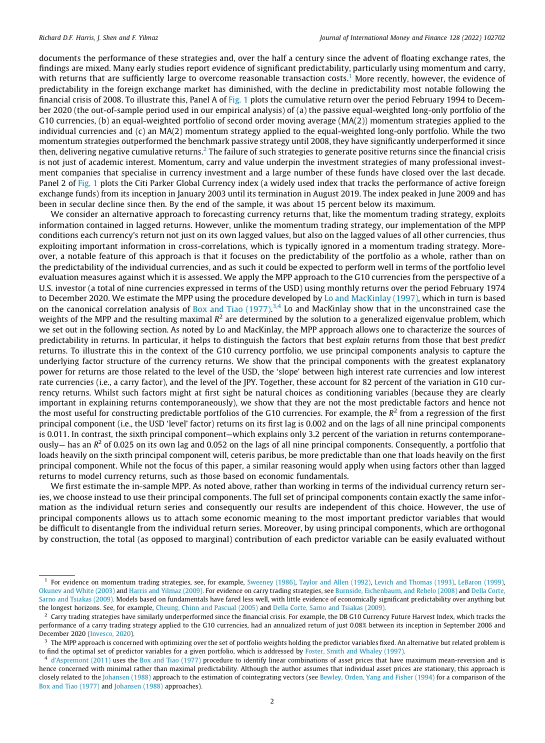 Richard D.F. Harris, J. Shen and F. Yilmaz
Journal of International Money and Finance 128 (2022) 102702
documents the performance of these strategies and, over the half a century since the advent of floating exchange rates, the
findings are mixed. Many early studies report evidence of significant predictability, particularly using momentum and carry,
with returns that are sufficiently large to overcome reasonable transaction costs.1 More recently, however, the evidence of
predictability in the foreign exchange market has diminished, with the decline in predictability most notable following the
financial crisis of 2008. To illustrate this, Panel A of Fig. 1 plots the cumulative return over the period February 1994 to Decem-
ber 2020 (the out-of-sample period used in our empirical analysis) of (a) the passive equal-weighted long-only portfolio of the
G10 currencies, (b) an equal-weighted portfolio of second order moving average (MA(2)) momentum strategies applied to the
individual currencies and (c) an MA(2) momentum strategy applied to the equal-weighted long-only portfolio. While the two
momentum strategies outperformed the benchmark passive strategy until 2008, they have significantly underperformed it since
then, delivering negative cumulative returns.2 The failure of such strategies to generate positive returns since the financial crisis
is not just of academic interest. Momentum, carry and value underpin the investment strategies of many professional invest-
ment companies that specialise in currency investment and a large number of these funds have closed over the last decade.
Panel 2 of Fig. 1 plots the Citi Parker Global Currency index (a widely used index that tracks the performance of active foreign
exchange funds) from its inception in January 2003 until its termination in August 2019. The index peaked in June 2009 and has
been in secular decline since then. By the end of the sample, it was about 15 percent below its maximum.
We consider an alternative approach to forecasting currency returns that, like the momentum trading strategy, exploits
information contained in lagged returns. However, unlike the momentum trading strategy, our implementation of the MPP
conditions each currency's return not just on its own lagged values, but also on the lagged values of all other currencies, thus
exploiting important information in cross-correlations, which is typically ignored in a momentum trading strategy. More-
over, a notable feature of this approach is that it focuses on the predictability of the portfolio as a whole, rather than on
the predictability of the individual currencies, and as such it could be expected to perform well in terms of the portfolio level
evaluation measures against which it is assessed. We apply the MPP approach to the G10 currencies from the perspective of a
U.S. investor (a total of nine currencies expressed in terms of the USD) using monthly returns over the period February 1974
to December 2020. We estimate the MPP using the procedure developed by Lo and MacKinlay (1997), which in turn is based
on the canonical correlation analysis of Box and Tiao (1977).3,4 Lo and MacKinlay show that in the unconstrained case the
weights of the MPP and the resulting maximal R2 are determined by the solution to a generalized eigenvalue problem, which
we set out in the following section. As noted by Lo and MacKinlay, the MPP approach allows one to characterize the sources of
predictability in returns. In particular, it helps to distinguish the factors that best explain returns from those that best predict
returns. To illustrate this in the context of the G10 currency portfolio, we use principal components analysis to capture the
underlying factor structure of the currency returns. We show that the principal components with the greatest explanatory
power for returns are those related to the level of the USD, the 'slope' between high interest rate currencies and low interest
rate currencies (i.e., a carry factor), and the level of the JPY. Together, these account for 82 percent of the variation in G10 cur-
rency returns. Whilst such factors might at first sight be natural choices as conditioning variables (because they are clearly
important in explaining returns contemporaneously), we show that they are not the most predictable factors and hence not
the most useful for constructing predictable portfolios of the G10 currencies. For example, the R2 from a regression of the first
principal component (i.e., the USD 'level' factor) returns on its first lag is 0.002 and on the lags of all nine principal components
is 0.011. In contrast, the sixth principal component—which explains only 3.2 percent of the variation in returns contemporane-
ously— has an R2 of 0.025 on its own lag and 0.052 on the lags of all nine principal components. Consequently, a portfolio that
loads heavily on the sixth principal component will, ceteris paribus, be more predictable than one that loads heavily on the first
principal component. While not the focus of this paper, a similar reasoning would apply when using factors other than lagged
returns to model currency returns, such as those based on economic fundamentals.
We first estimate the in-sample MPP. As noted above, rather than working in terms of the individual currency return ser-
ies, we choose instead to use their principal components. The full set of principal components contain exactly the same infor-
mation as the individual return series and consequently our results are independent of this choice. However, the use of
principal components allows us to attach some economic meaning to the most important predictor variables that would
be difficult to disentangle from the individual return series. Moreover, by using principal components, which are orthogonal
by construction, the total (as opposed to marginal) contribution of each predictor variable can be easily evaluated without
1 For evidence on momentum trading strategies, see, for example, Sweeney (1986), Taylor and Allen (1992), Levich and Thomas (1993), LeBaron (1999),
Okunev and White (2003) and Harris and Yilmaz (2009). For evidence on carry trading strategies, see Burnside, Eichenbaum, and Rebelo (2008) and Della Corte,
Sarno and Tsiakas (2009). Models based on fundamentals have fared less well, with little evidence of economically significant predictability over anything but
the longest horizons. See, for example, Cheung, Chinn and Pascual (2005) and Della Corte, Sarno and Tsiakas (2009).
2 Carry trading strategies have similarly underperformed since the financial crisis. For example, the DB G10 Currency Future Harvest Index, which tracks the
performance of a carry trading strategy applied to the G10 currencies, had an annualized return of just 0.08% between its inception in September 2006 and
December 2020 (Invesco, 2020).
3 The MPP approach is concerned with optimizing over the set of portfolio weights holding the predictor variables fixed. An alternative but related problem is
to find the optimal set of predictor variables for a given portfolio, which is addressed by Foster, Smith and Whaley (1997).
4 d'Aspremont (2011) uses the Box and Tiao (1977) procedure to identify linear combinations of asset prices that have maximum mean-reversion and is
hence concerned with minimal rather than maximal predictability. Although the author assumes that individual asset prices are stationary, this approach is
closely related to the Johansen (1988) approach to the estimation of cointegrating vectors (see Bewley, Orden, Yang and Fisher (1994) for a comparison of the
Box and Tiao (1977) and Johansen (1988) approaches).
2